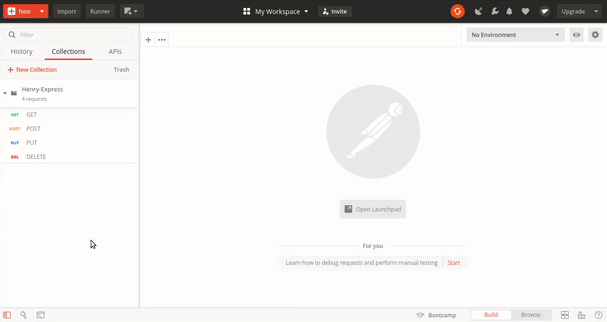 New
Import
Runner
My Workspace
Invite
Upgrade
Filter
History
Collections
APIs
+ New Collection
Trash
Henry-Express
4 requests
GET GET
POST POST
PUT PUT
DEL DELETE
No Environment
Open Launchpad
For you
Learn how to debug requests and perform manual testing
Start
Bootcamp
Build
Browse